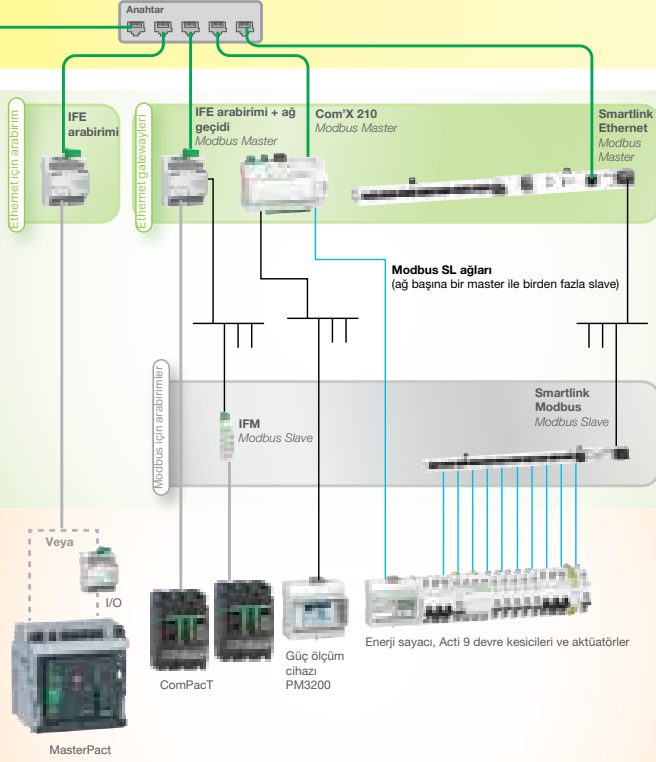 Anahtar
Ethernet için arabirim
IFE
arabirimi
Ethernet gatewayleri
IFE arabirimi + ağ
geçidi
Modbus Master
Com'X 210
Modbus Master
Smartlink
Ethernet
Modbus
Master
Modbus SL ağları
(ağ başına bir master ile birden fazla slave)
Modbus için arabirimler
IFM
Modbus Slave
Smartlink
Modbus
Modbus Slave
Veya
I/O
MasterPact
ComPacT
Güç ölçüm
cihazı
PM3200
Enerji sayacı, Acti 9 devre kesicileri ve aktüatörler